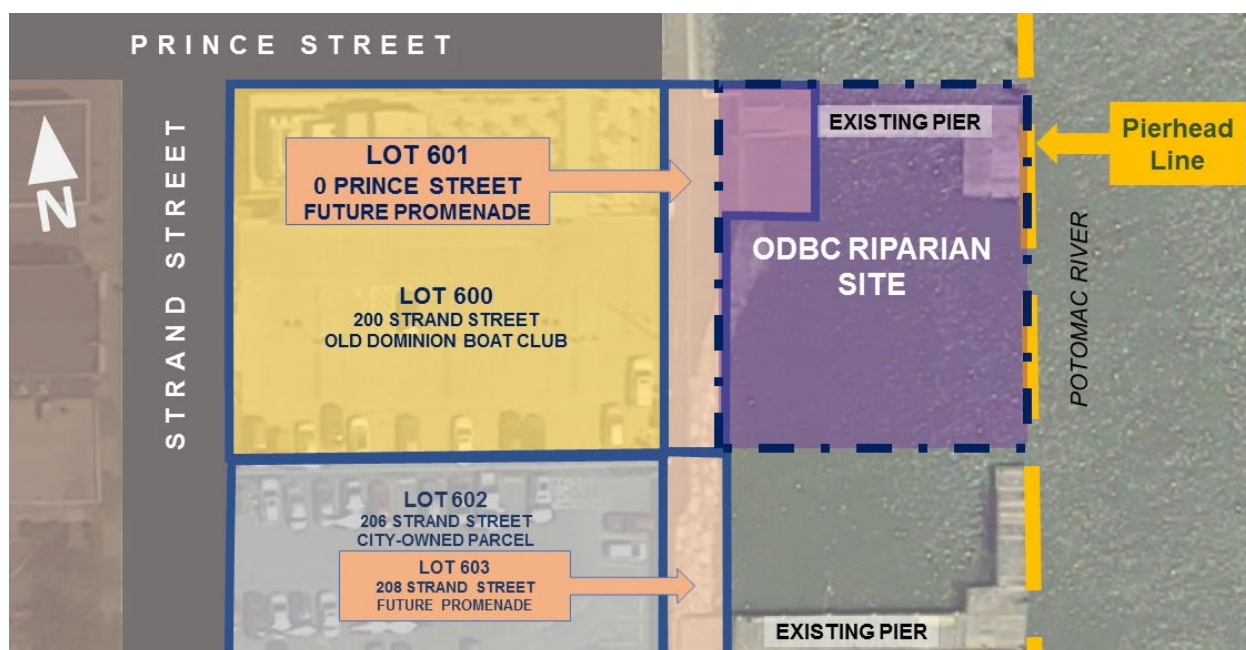 PRINCE STREET
STRAND STREET
N
LOT 601
0 PRINCE STREET
FUTURE PROMENADE
EXISTING PIER
Pierhead
Line
ODBC RIPARIAN
SITE
POTOMAC RIVER
LOT 600
200 STRAND STREET
OLD DOMINION BOAT CLUB
LOT 602
206 STRAND STREET
CITY-OWNED PARCEL
LOT 603
208 STRAND STREET
FUTURE PROMENADE
EXISTING PIER